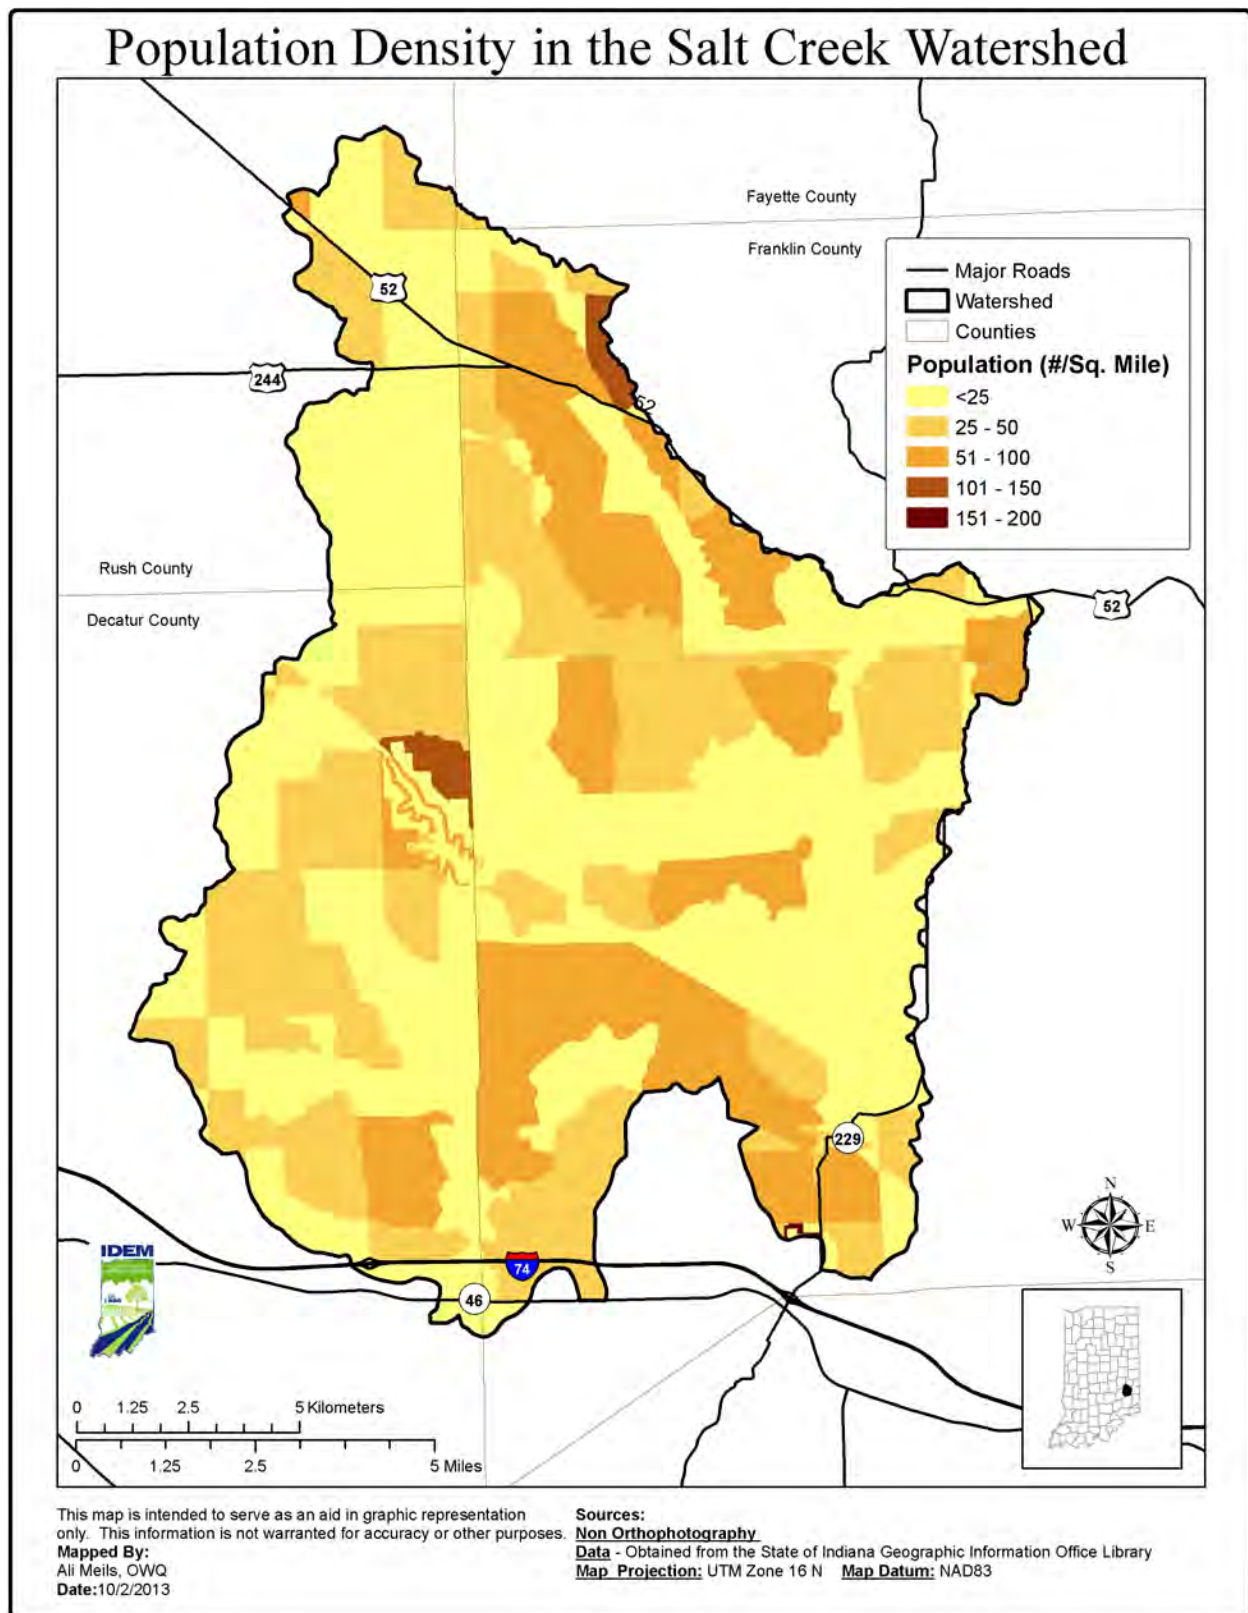 Population Density in the Salt Creek Watershed
Fayette County
Franklin County
Major Roads
Watershed
Counties
Population (#/Sq. Mile)
<25
25 - 50
51 - 100
101 - 150
151 - 200
52
244
52
Rush County
Decatur County
52
229
N
W E
S
IDEM
74
46
0 1.25 2.5 5 Kilometers
0 1.25 2.5 5 Miles
This map is intended to serve as an aid in graphic representation
only. This information is not warranted for accuracy or other purposes.
Mapped By:
Ali Meils, OWQ
Date:10/2/2013
Sources:
Non Orthophotography
Data - Obtained from the State of Indiana Geographic Information Office Library
Map Projection: UTM Zone 16 N Map Datum: NAD83